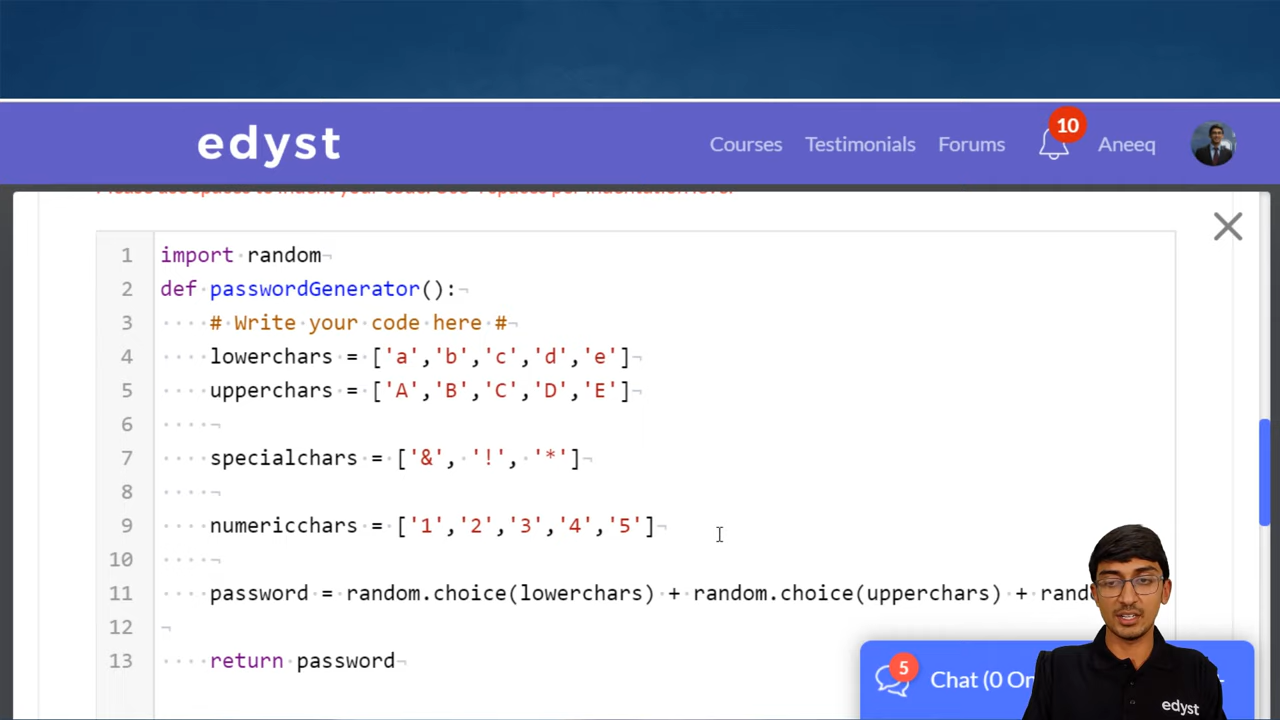 edyst
Courses Testimonials Forums 10 Aneeq
1 import random
2 def passwordGenerator():
3 # Write your code here #
4 lowerchars = ['a','b','c','d','e']
5 upperchars = ['A','B','C','D','E']
6
7 specialchars = ['&', '!', '*']
8
9 numericchars = ['1','2','3','4','5']
10
11 password = random.choice(lowerchars) + random.choice(upperchars) + rand
12
13 return password
5 Chat (0 On
edyst